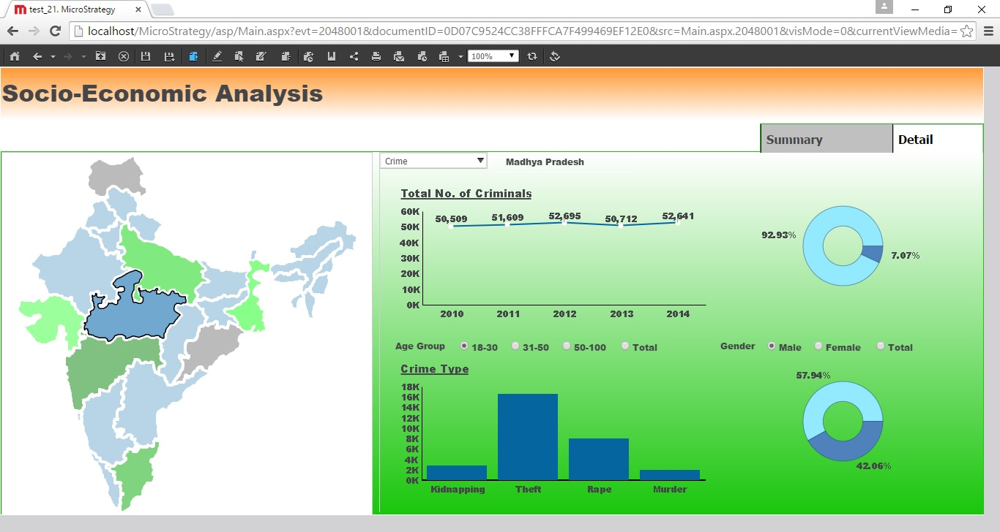 test_21. MicroStrategy
localhost/MicroStrategy/asp/Main.aspx?evt=2048001&documentID=0D07C9524CC38FFFCA7F499469EF12E0&src=Main.aspx.2048001&visMode=0&currentViewMedia=
100%
Socio-Economic Analysis
Summary
Detail
Crime
Madhya Pradesh
Total No. of Criminals
60K
50K
40K
30K
20K
10K
0K
50,509
51,609
52,695
50,712
52,641
2010
2011
2012
2013
2014
92.93%
7.07%
Age Group
18-30
31-50
50-100
Total
Gender
Male
Female
Total
Crime Type
18K
16K
14K
12K
10K
8K
6K
4K
2K
0K
Kidnapping
Theft
Rape
Murder
57.94%
42.06%